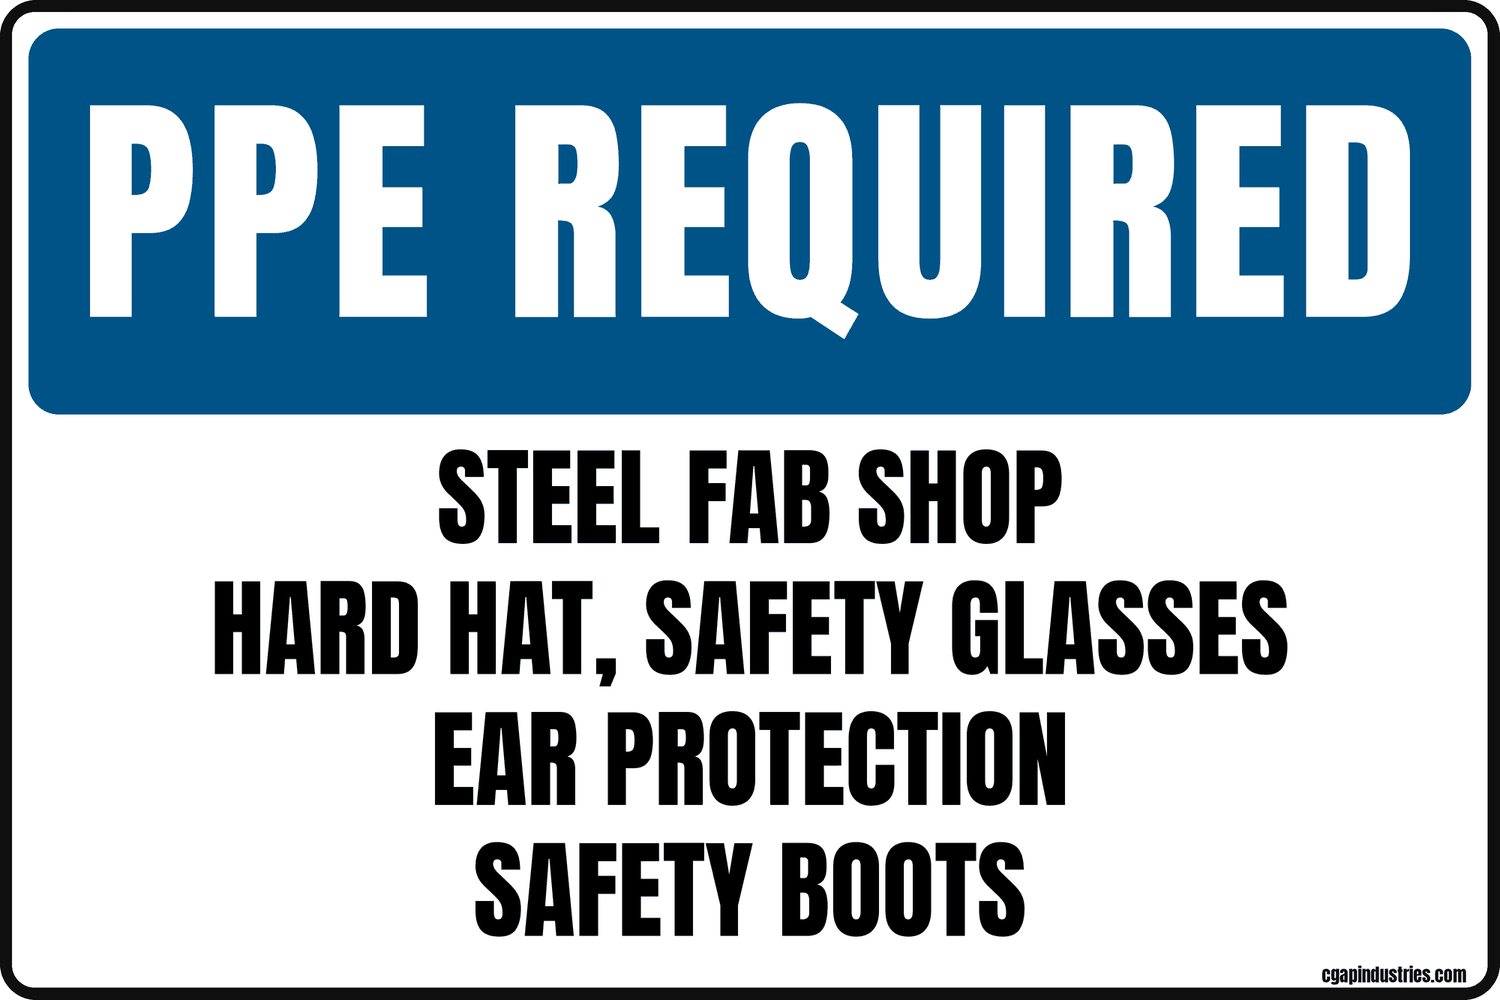 PPE REQUIRED
STEEL FAB SHOP
HARD HAT, SAFETY GLASSES
EAR PROTECTION
SAFETY BOOTS
cgapindustries.com